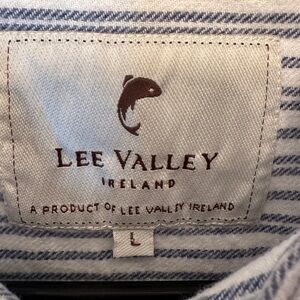 LEE VALLEY
IRELAND
A PRODUCT OF LEE VALLEY IRELAND
L